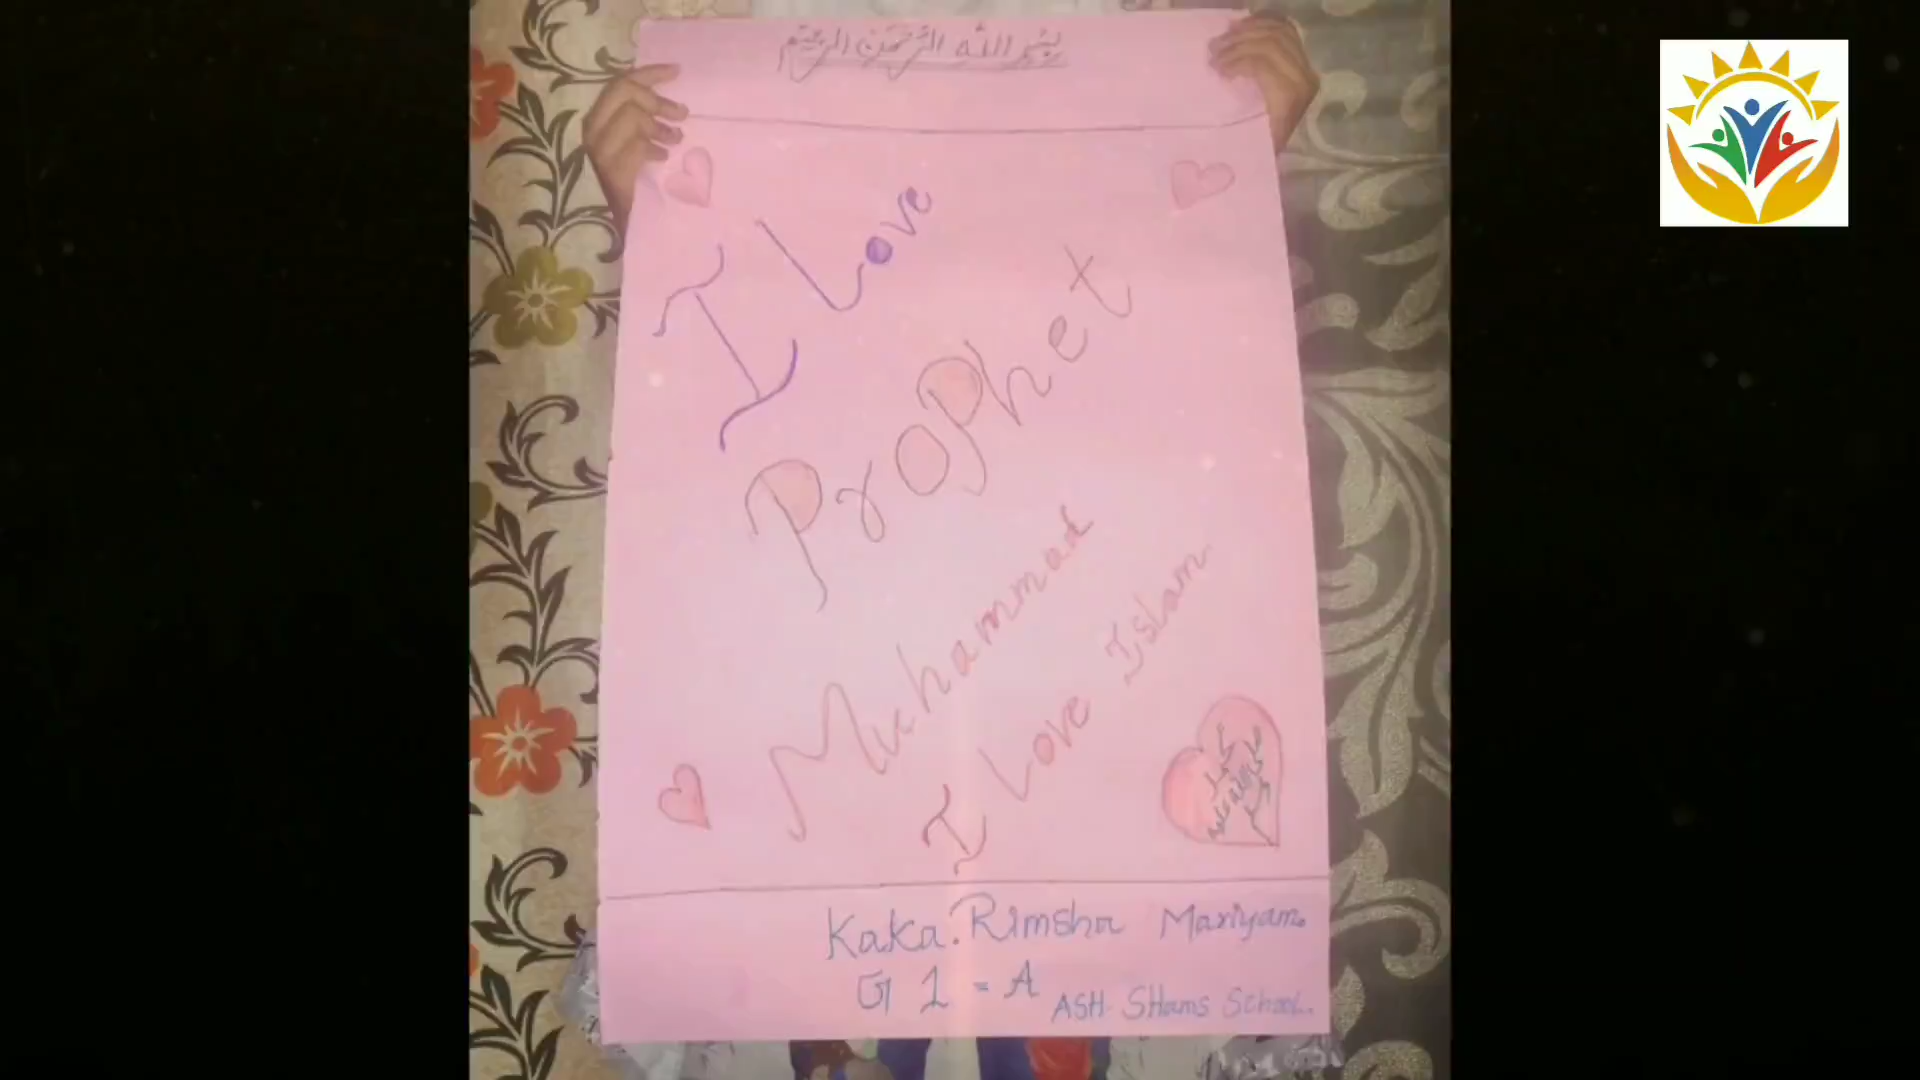 بسم الله الرحمن الرحيم
I Love
Prophet
Muhammad
I Love Islam
Kaka. Rimsha Mariyam.
G 1 = A
ASH-SHams School.